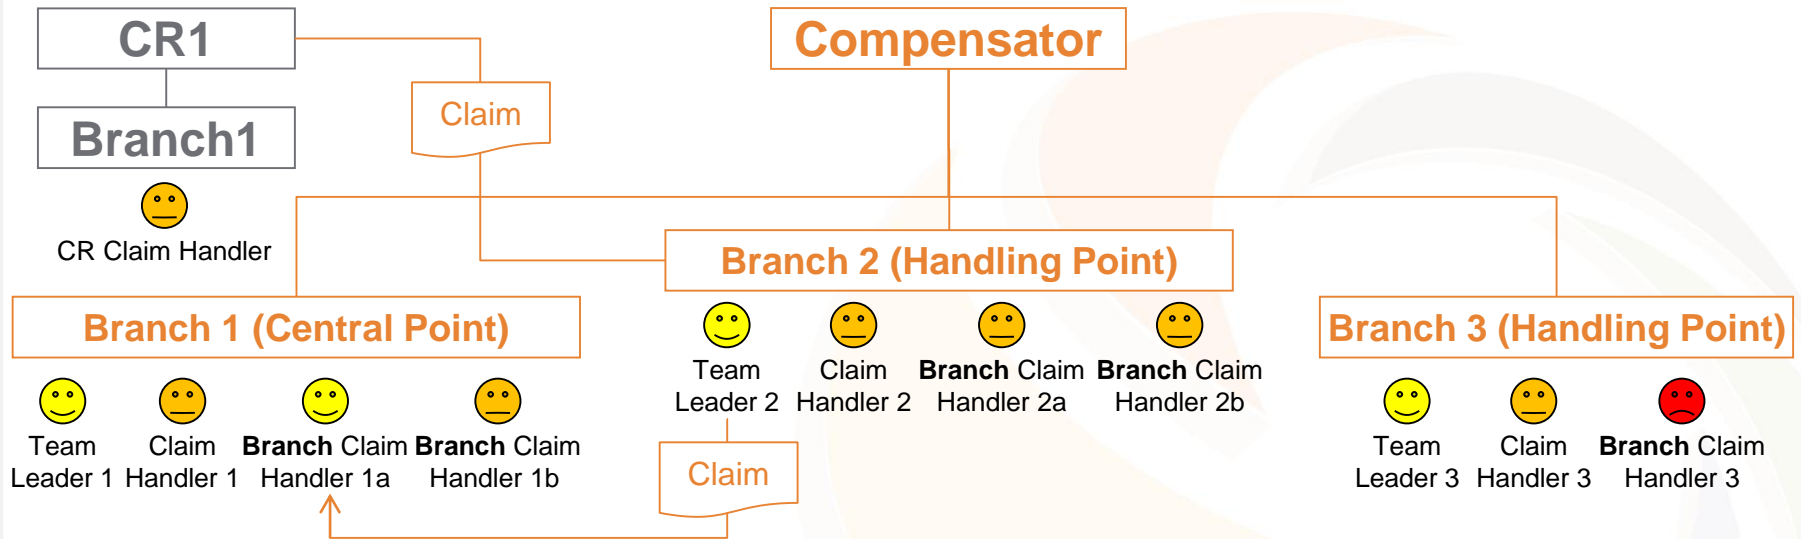 CR1
Compensator
Claim
Branch1
CR Claim Handler
Branch 2 (Handling Point)
Branch 1 (Central Point)
Branch 3 (Handling Point)
Team
Leader 2
Claim
Handler 2
Branch Claim
Handler 2a
Branch Claim
Handler 2b
Team
Leader 1
Claim
Handler 1
Branch Claim
Handler 1a
Branch Claim
Handler 1b
Claim
Team
Leader 3
Claim
Handler 3
Branch Claim
Handler 3